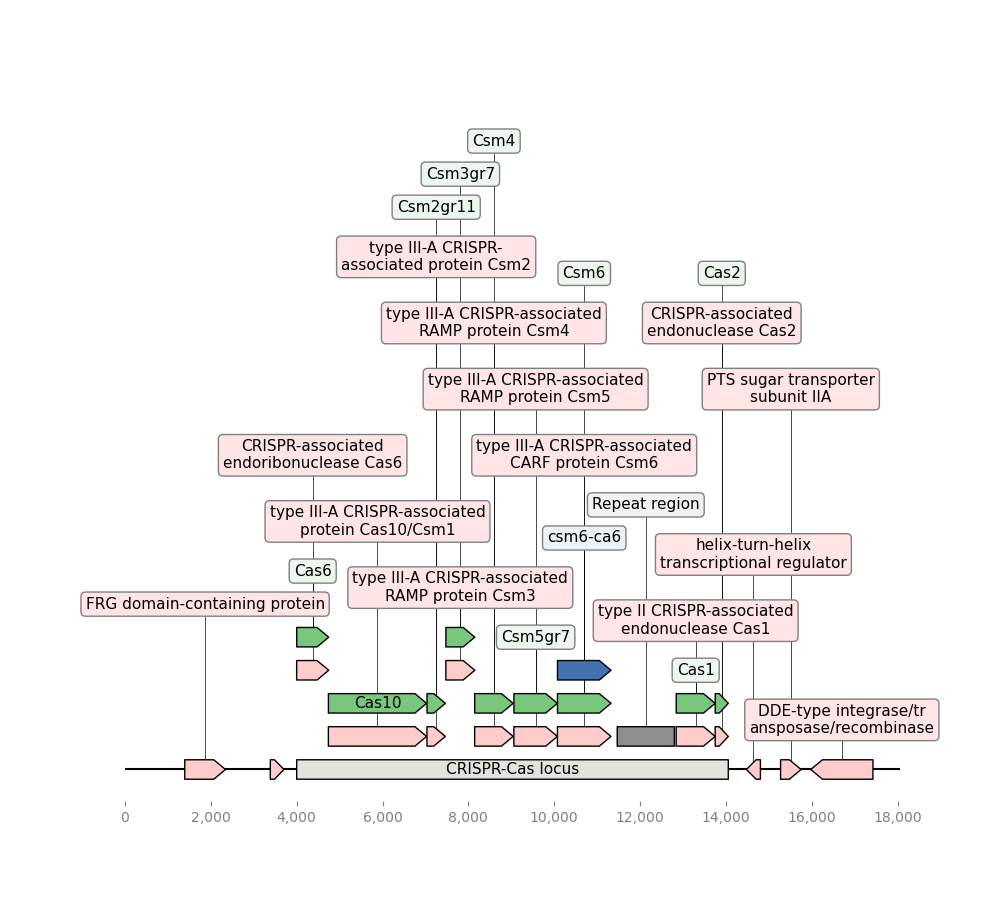 Csm4
Csm3gr7
Csm2gr11
type III-A CRISPR-
associated protein Csm2
Csm6
Cas2
type III-A CRISPR-associated
RAMP protein Csm4
CRISPR-associated
endonuclease Cas2
type III-A CRISPR-associated
RAMP protein Csm5
PTS sugar transporter
subunit IIA
CRISPR-associated
endoribonuclease Cas6
type III-A CRISPR-associated
CARF protein Csm6
Repeat region
type III-A CRISPR-associated
protein Cas10/Csm1
csm6-ca6
helix-turn-helix
transcriptional regulator
Cas6
type III-A CRISPR-associated
RAMP protein Csm3
FRG domain-containing protein
type II CRISPR-associated
endonuclease Cas1
Csm5gr7
Cas1
Cas10
DDE-type integrase/tr
ansposase/recombinase
CRISPR-Cas locus
0
2,000
4,000
6,000
8,000
10,000
12,000
14,000
16,000
18,000